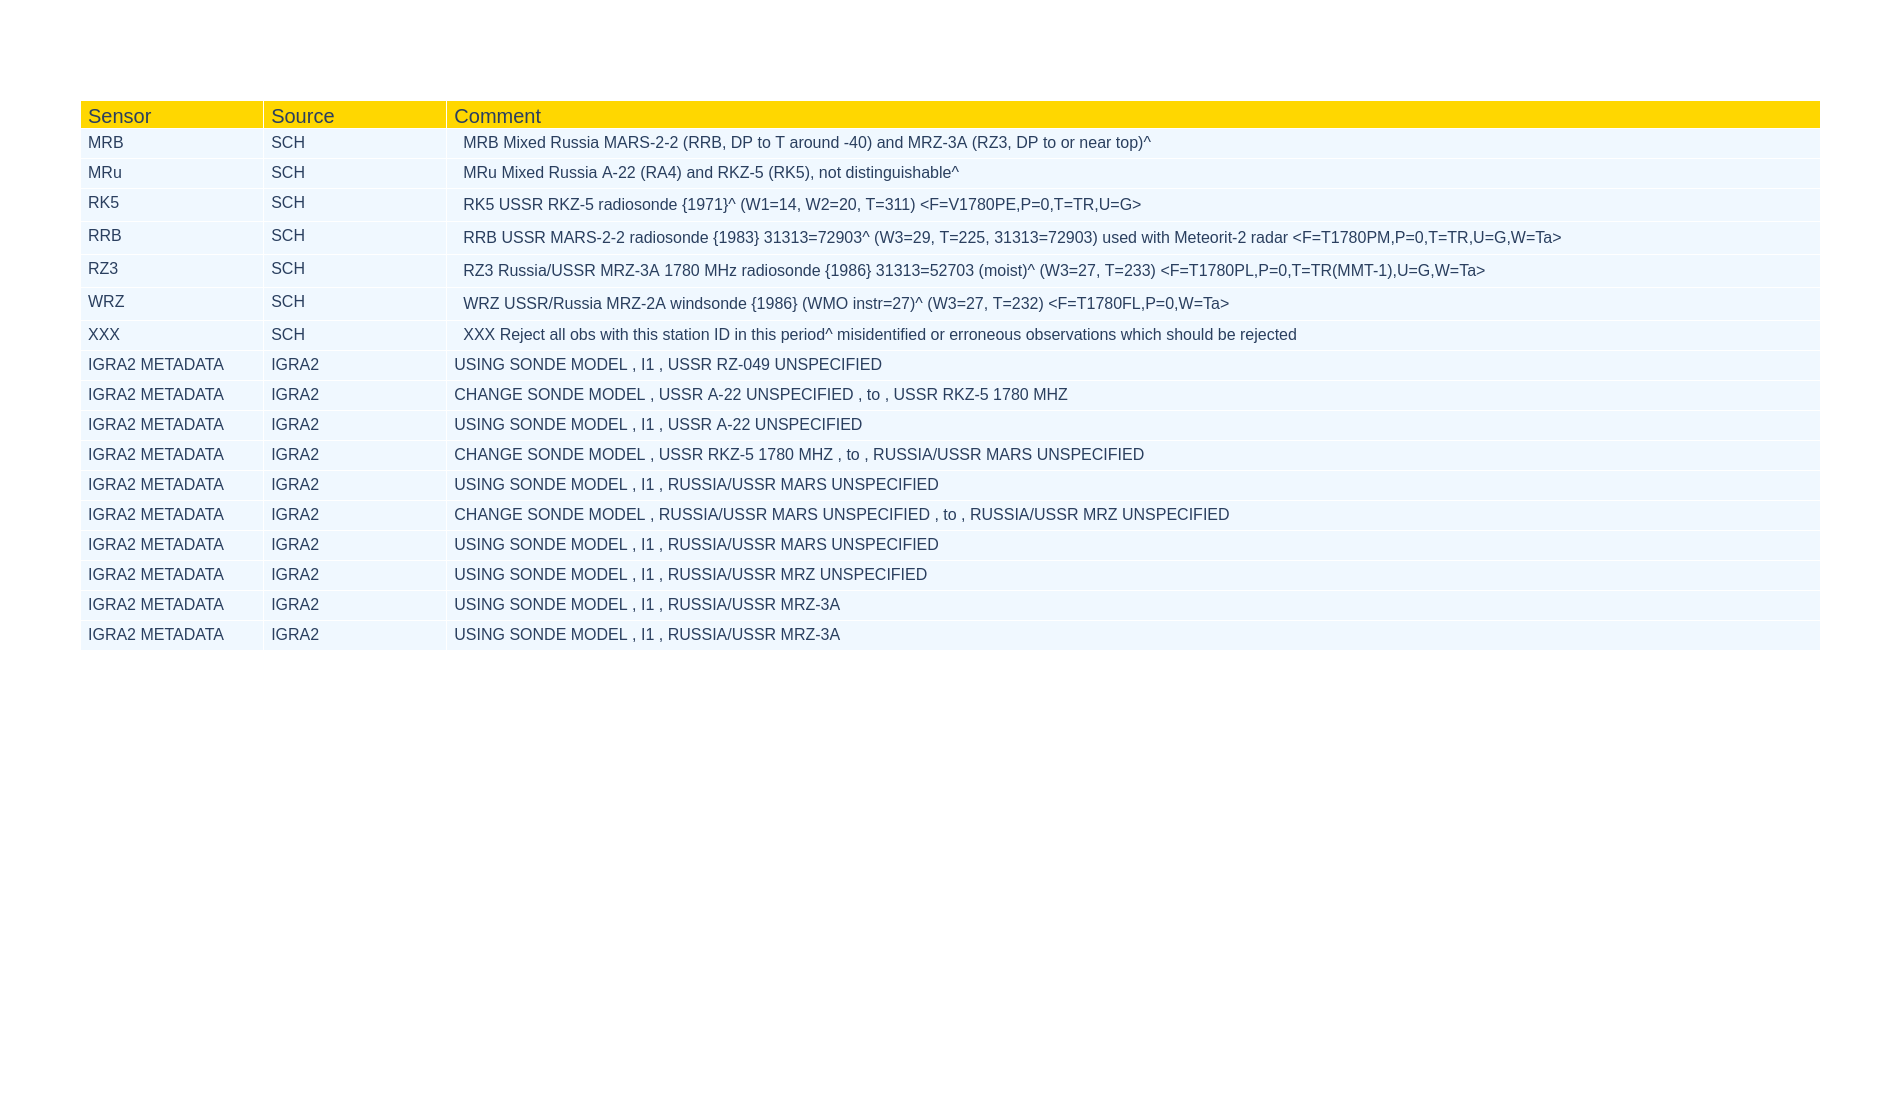 Sensor Source Comment
MRB SCH MRB Mixed Russia MARS-2-2 (RRB, DP to T around -40) and MRZ-3A (RZ3, DP to or near top)^
MRu SCH MRu Mixed Russia A-22 (RA4) and RKZ-5 (RK5), not distinguishable^
RK5 SCH RK5 USSR RKZ-5 radiosonde {1971}^ (W1=14, W2=20, T=311) <F=V1780PE,P=0,T=TR,U=G>
RRB SCH RRB USSR MARS-2-2 radiosonde {1983} 31313=72903^ (W3=29, T=225, 31313=72903) used with Meteorit-2 radar <F=T1780PM,P=0,T=TR,U=G,W=Ta>
RZ3 SCH RZ3 Russia/USSR MRZ-3A 1780 MHz radiosonde {1986} 31313=52703 (moist)^ (W3=27, T=233) <F=T1780PL,P=0,T=TR(MMT-1),U=G,W=Ta>
WRZ SCH WRZ USSR/Russia MRZ-2A windsonde {1986} (WMO instr=27)^ (W3=27, T=232) <F=T1780FL,P=0,W=Ta>
XXX SCH XXX Reject all obs with this station ID in this period^ misidentified or erroneous observations which should be rejected
IGRA2 METADATA IGRA2 USING SONDE MODEL , I1 , USSR RZ-049 UNSPECIFIED
IGRA2 METADATA IGRA2 CHANGE SONDE MODEL , USSR A-22 UNSPECIFIED , to , USSR RKZ-5 1780 MHZ
IGRA2 METADATA IGRA2 USING SONDE MODEL , I1 , USSR A-22 UNSPECIFIED
IGRA2 METADATA IGRA2 CHANGE SONDE MODEL , USSR RKZ-5 1780 MHZ , to , RUSSIA/USSR MARS UNSPECIFIED
IGRA2 METADATA IGRA2 USING SONDE MODEL , I1 , RUSSIA/USSR MARS UNSPECIFIED
IGRA2 METADATA IGRA2 CHANGE SONDE MODEL , RUSSIA/USSR MARS UNSPECIFIED , to , RUSSIA/USSR MRZ UNSPECIFIED
IGRA2 METADATA IGRA2 USING SONDE MODEL , I1 , RUSSIA/USSR MARS UNSPECIFIED
IGRA2 METADATA IGRA2 USING SONDE MODEL , I1 , RUSSIA/USSR MRZ UNSPECIFIED
IGRA2 METADATA IGRA2 USING SONDE MODEL , I1 , RUSSIA/USSR MRZ-3A
IGRA2 METADATA IGRA2 USING SONDE MODEL , I1 , RUSSIA/USSR MRZ-3A